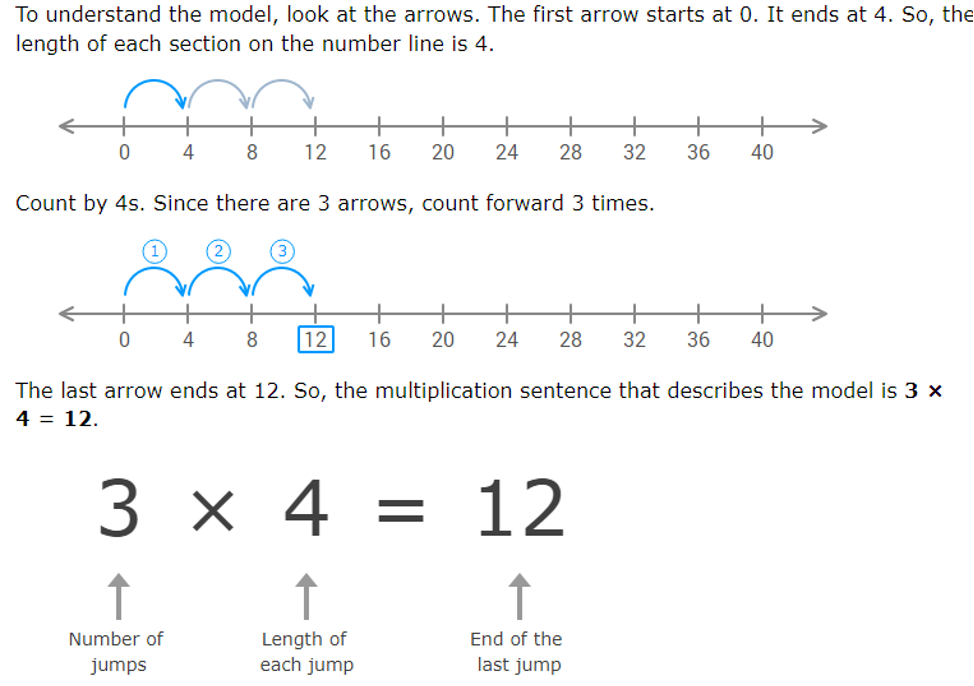 To understand the model, look at the arrows. The first arrow starts at 0. It ends at 4. So, the
length of each section on the number line is 4.
0 4 8 12 16 20 24 28 32 36 40
Count by 4s. Since there are 3 arrows, count forward 3 times.
1 2 3
0 4 8 12 16 20 24 28 32 36 40
The last arrow ends at 12. So, the multiplication sentence that describes the model is 3 ×
4 = 12.
3 × 4 = 12
Number of Length of End of the
jumps each jump last jump